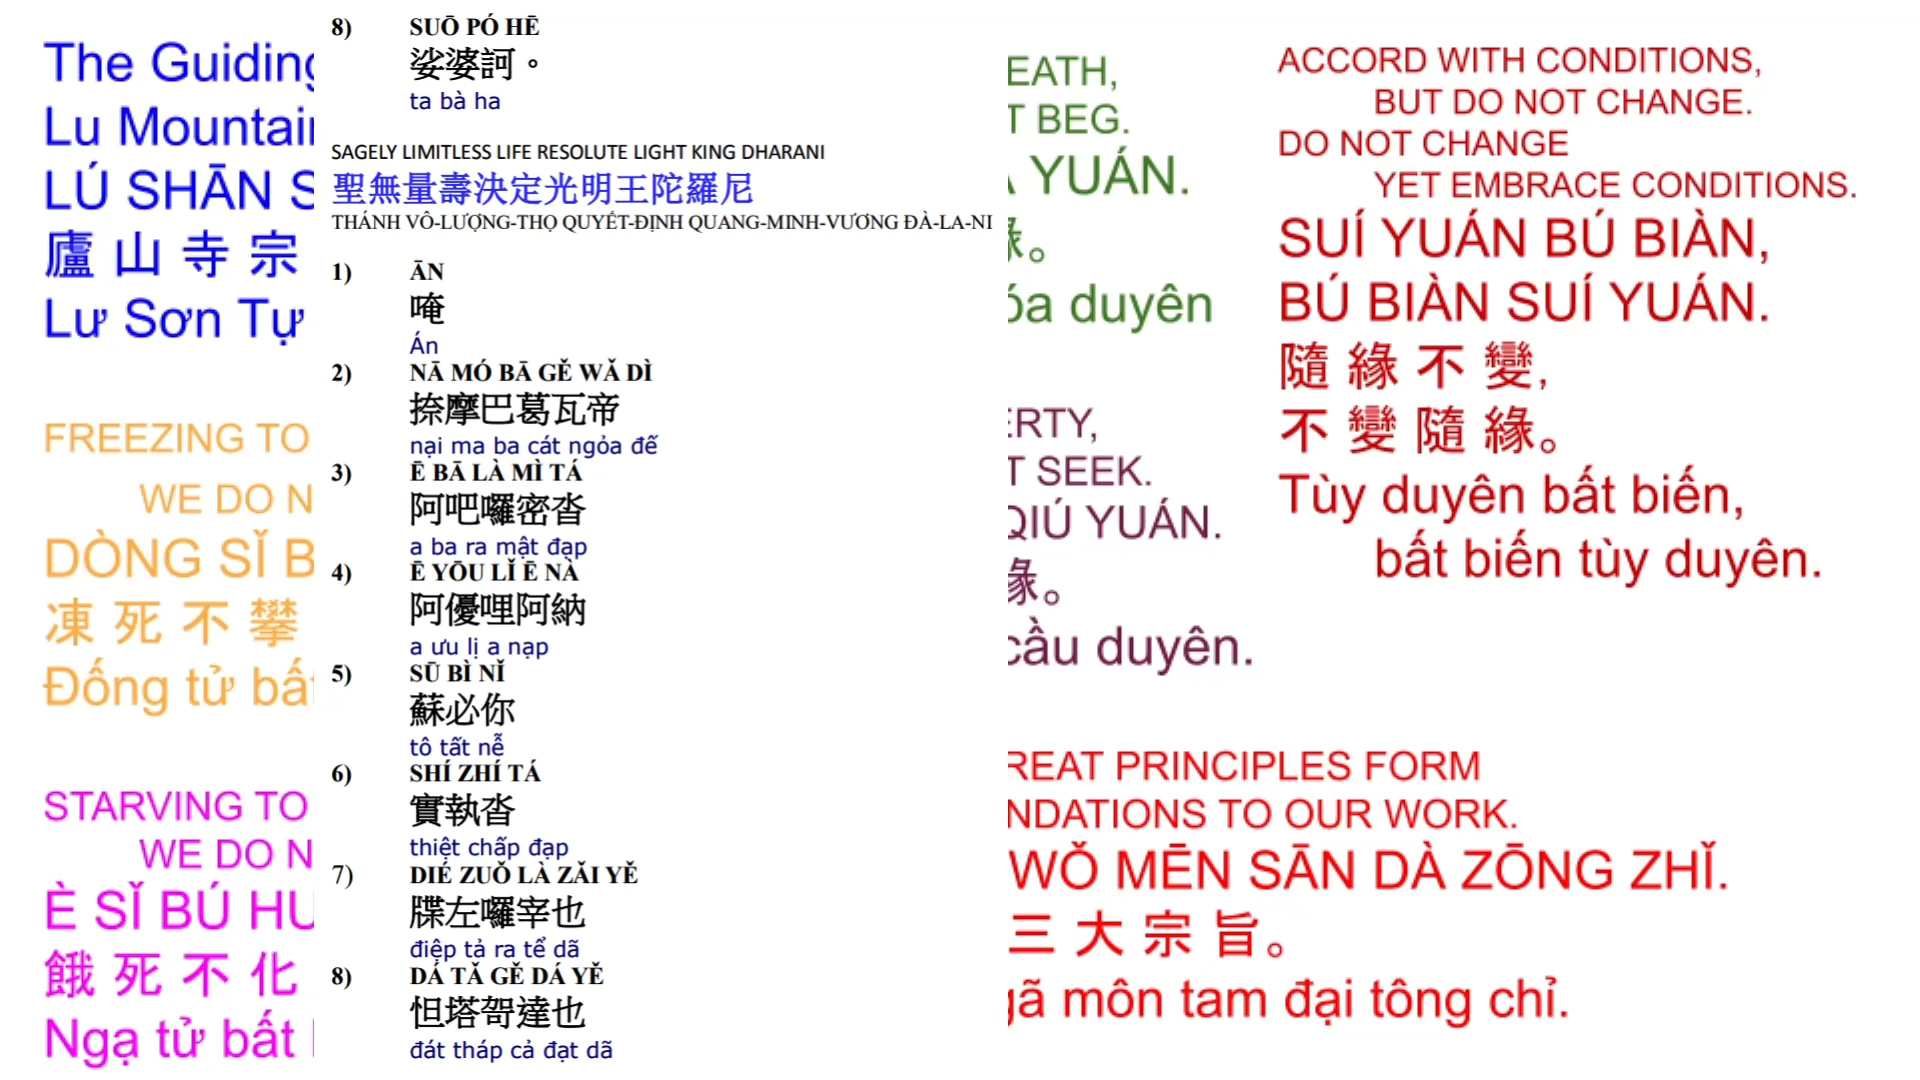 The Guiding
Lu Mountain
LÚ SHĀN S
廬 山 寺 宗
Lư Sơn Tự
FREEZING TO
WE DO N
DÒNG SǏ B
凍 死 不 攀
Đống tử bất
STARVING TO
WE DO N
È SǏ BÚ HU
餓 死 不 化
Ngạ tử bất
8) SUŌ PÓ HĒ
娑婆訶。
ta bà ha
SAGELY LIMITLESS LIFE RESOLUTE LIGHT KING DHARANI
聖無量壽決定光明王陀羅尼
THÁNH VÔ-LƯỢNG-THỌ QUYẾT-ĐỊNH QUANG-MINH-VƯƠNG ĐÀ-LA-NI
1) ĀN
唵
Án
2) NĀ MÓ BĀ GĚ WǍ DÌ
捺摩巴葛瓦帝
nại ma ba cát ngỏa đế
3) Ē BĀ LÀ MÌ TÁ
阿吧囉密沓
a ba ra mật đạp
4) Ē YŌU LǏ Ē NÀ
阿優哩阿納
a ưu lị a nạp
5) SŪ BÌ NǏ
蘇必你
tô tất nễ
6) SHÍ ZHÍ TÁ
實執沓
thiệt chấp đạp
7) DIÉ ZUǑ LÀ ZǍI YĚ
牒左囉宰也
điệp tả ra tể dã
8) DÁ TǍ GĚ DÁ YĚ
怛塔哿達也
đát tháp cả đạt dã
EATH,
T BEG.
YUÁN.
緣。
óa duyên
ERTY,
T SEEK.
QIÚ YUÁN.
緣。
cầu duyên.
ACCORD WITH CONDITIONS,
BUT DO NOT CHANGE.
DO NOT CHANGE
YET EMBRACE CONDITIONS.
SUÍ YUÁN BÚ BIÀN,
BÚ BIÀN SUÍ YUÁN.
隨 緣 不 變,
不 變 隨 緣。
Tùy duyên bất biến,
bất biến tùy duyên.
REAT PRINCIPLES FORM
NDATIONS TO OUR WORK.
WǑ MĒN SĀN DÀ ZŌNG ZHǏ.
三 大 宗 旨。
gã môn tam đại tông chỉ.